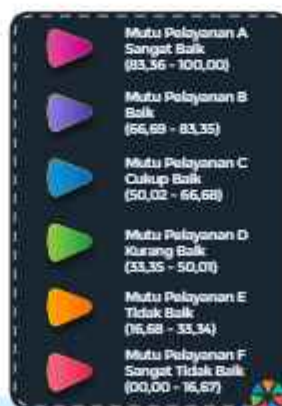 Mutu Pelayanan A
Sangat Baik
(83,36 - 100,00)
Mutu Pelayanan B
Baik
(66,69 - 83,35)
Mutu Pelayanan C
Cukup Baik
(50,02 - 66,68)
Mutu Pelayanan D
Kurang Baik
(33,35 - 50,01)
Mutu Pelayanan E
Tidak Baik
(16,68 - 33,34)
Mutu Pelayanan F
Sangat Tidak Baik
(00,00 - 16,67)